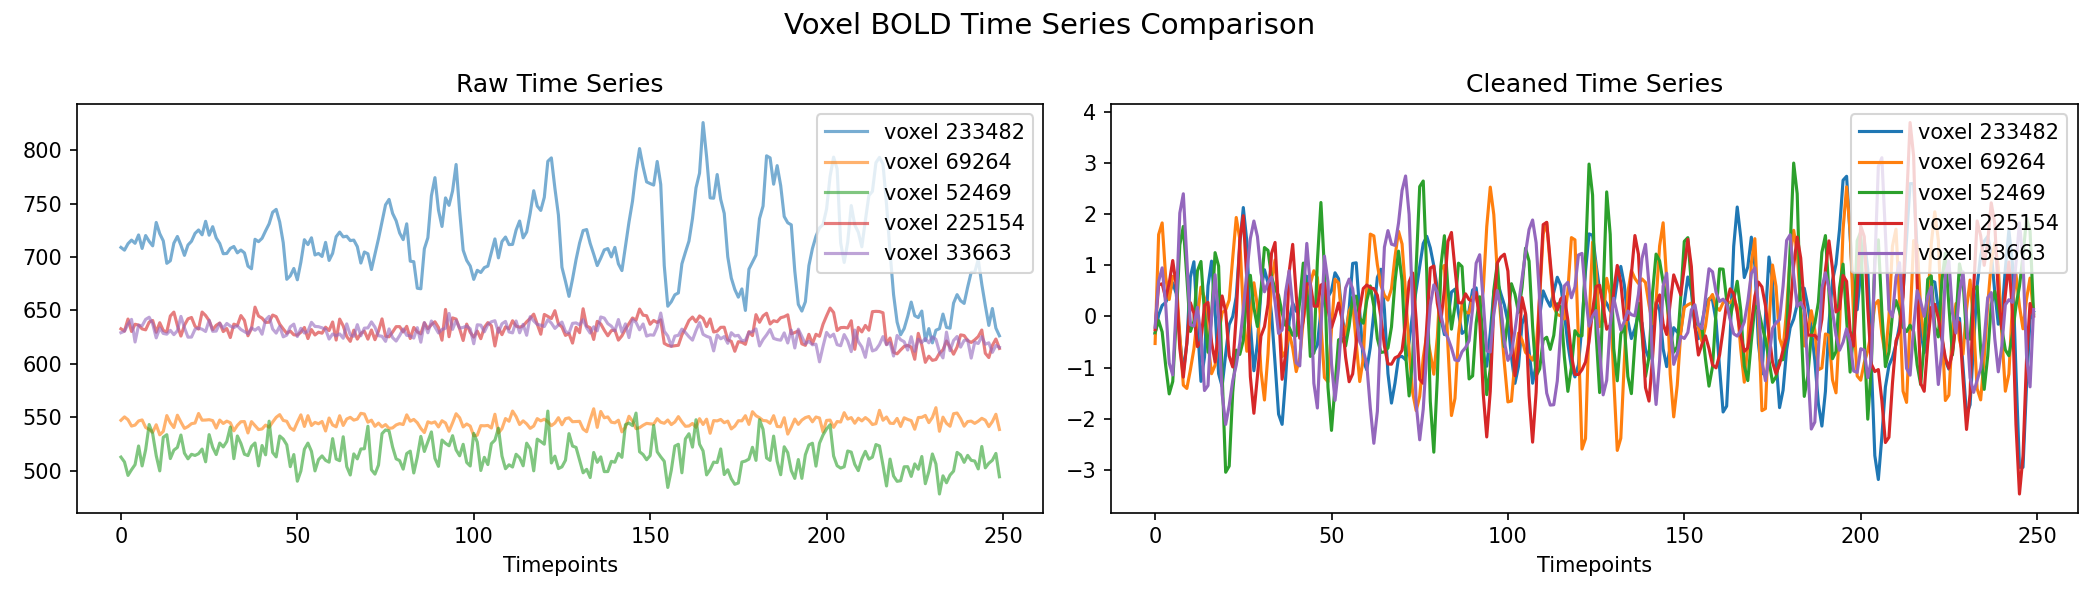 Voxel BOLD Time Series Comparison
Raw Time Series
800
750
700
650
600
550
500
0 50 100 150 200 250
Timepoints
voxel 233482
voxel 69264
voxel 52469
voxel 225154
voxel 33663
Cleaned Time Series
4
3
2
1
0
−1
−2
−3
0 50 100 150 200 250
Timepoints
voxel 233482
voxel 69264
voxel 52469
voxel 225154
voxel 33663